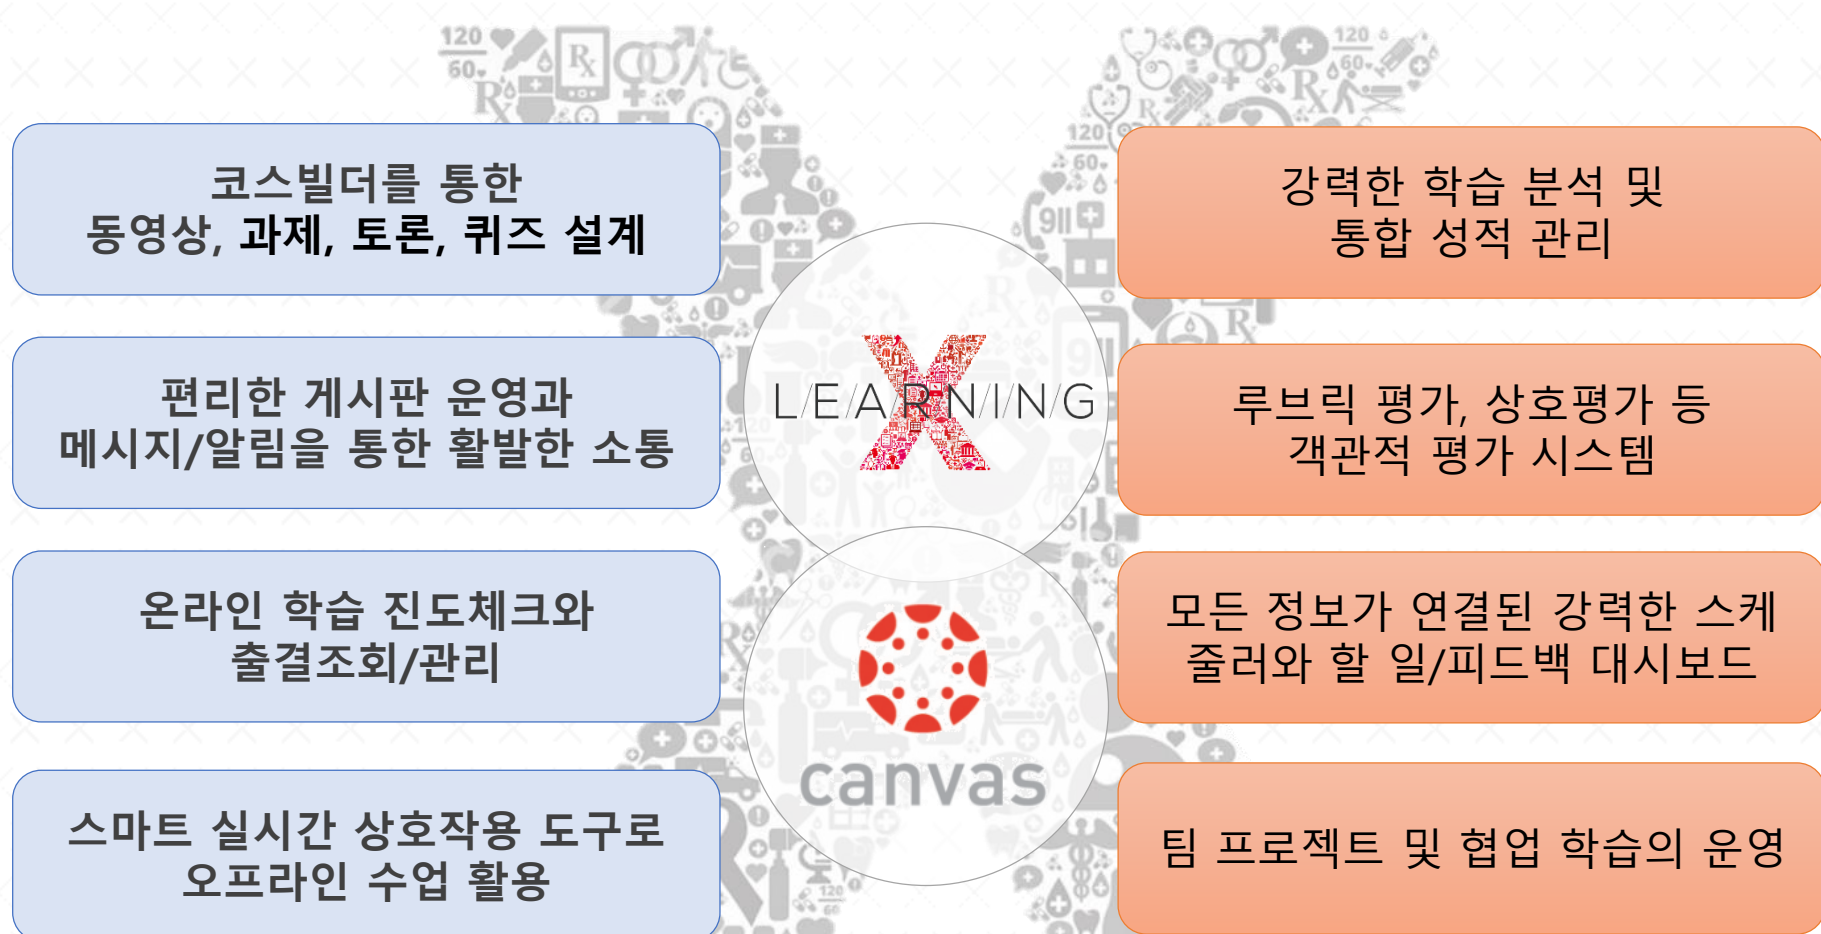 코스빌더를 통한
동영상, 과제, 토론, 퀴즈 설계
편리한 게시판 운영과
메시지/알림을 통한 활발한 소통
온라인 학습 진도체크와
출결조회/관리
스마트 실시간 상호작용 도구로
오프라인 수업 활용
L/E/A/R/N/I/N/G
X
canvas
강력한 학습 분석 및
통합 성적 관리
루브릭 평가, 상호평가 등
객관적 평가 시스템
모든 정보가 연결된 강력한 스케
줄러와 할 일/피드백 대시보드
팀 프로젝트 및 협업 학습의 운영